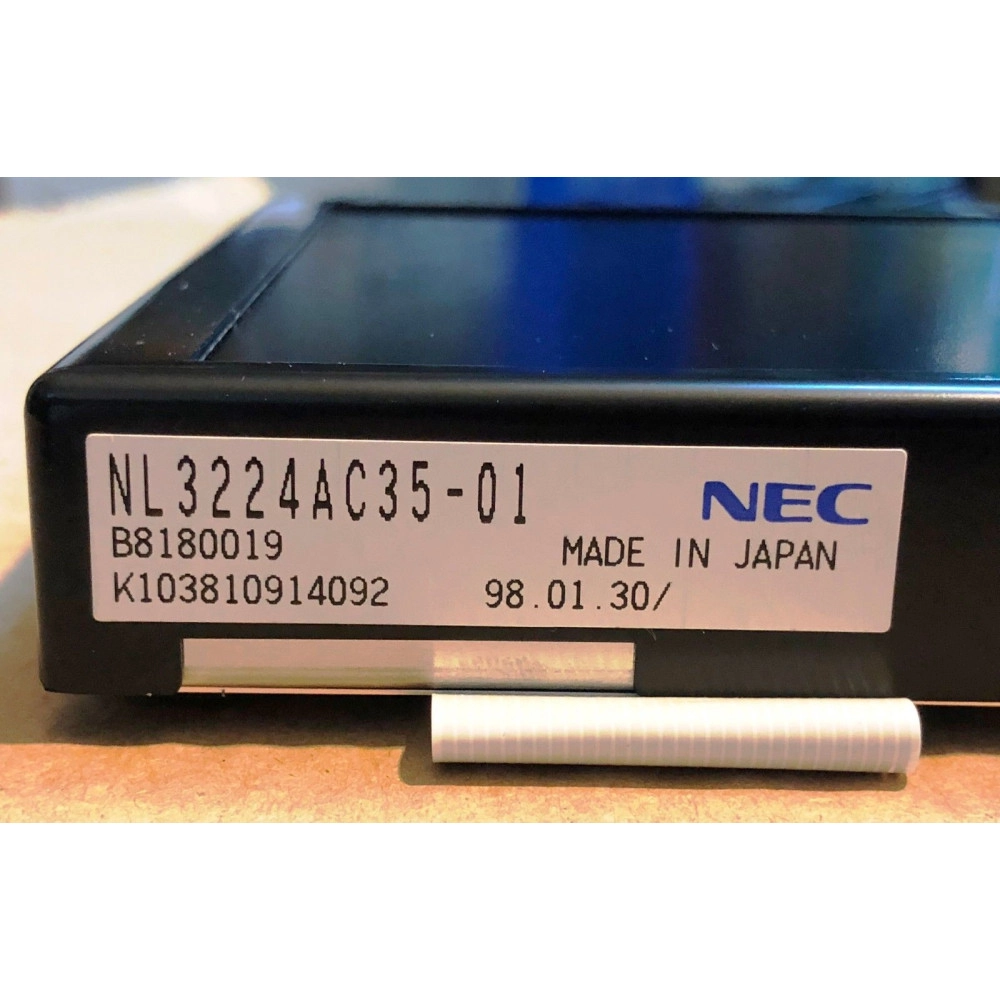 NL3224AC35-01
NEC
B8180019
MADE IN JAPAN
K103810914092 98.01.30/